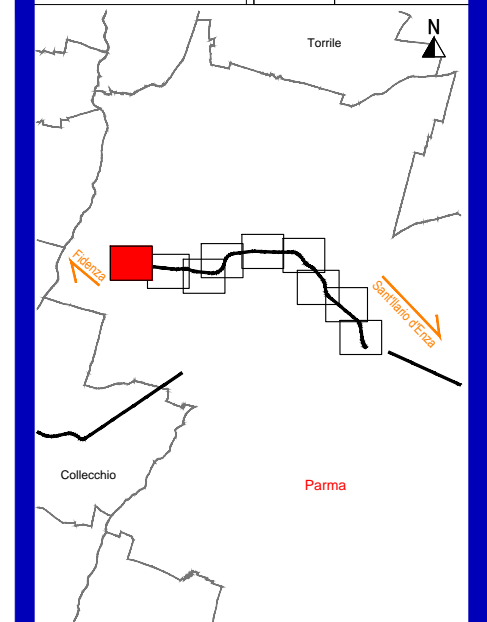 N
Torrile
Fidenza
Sant'Ilario d'Enza
Collecchio
Parma